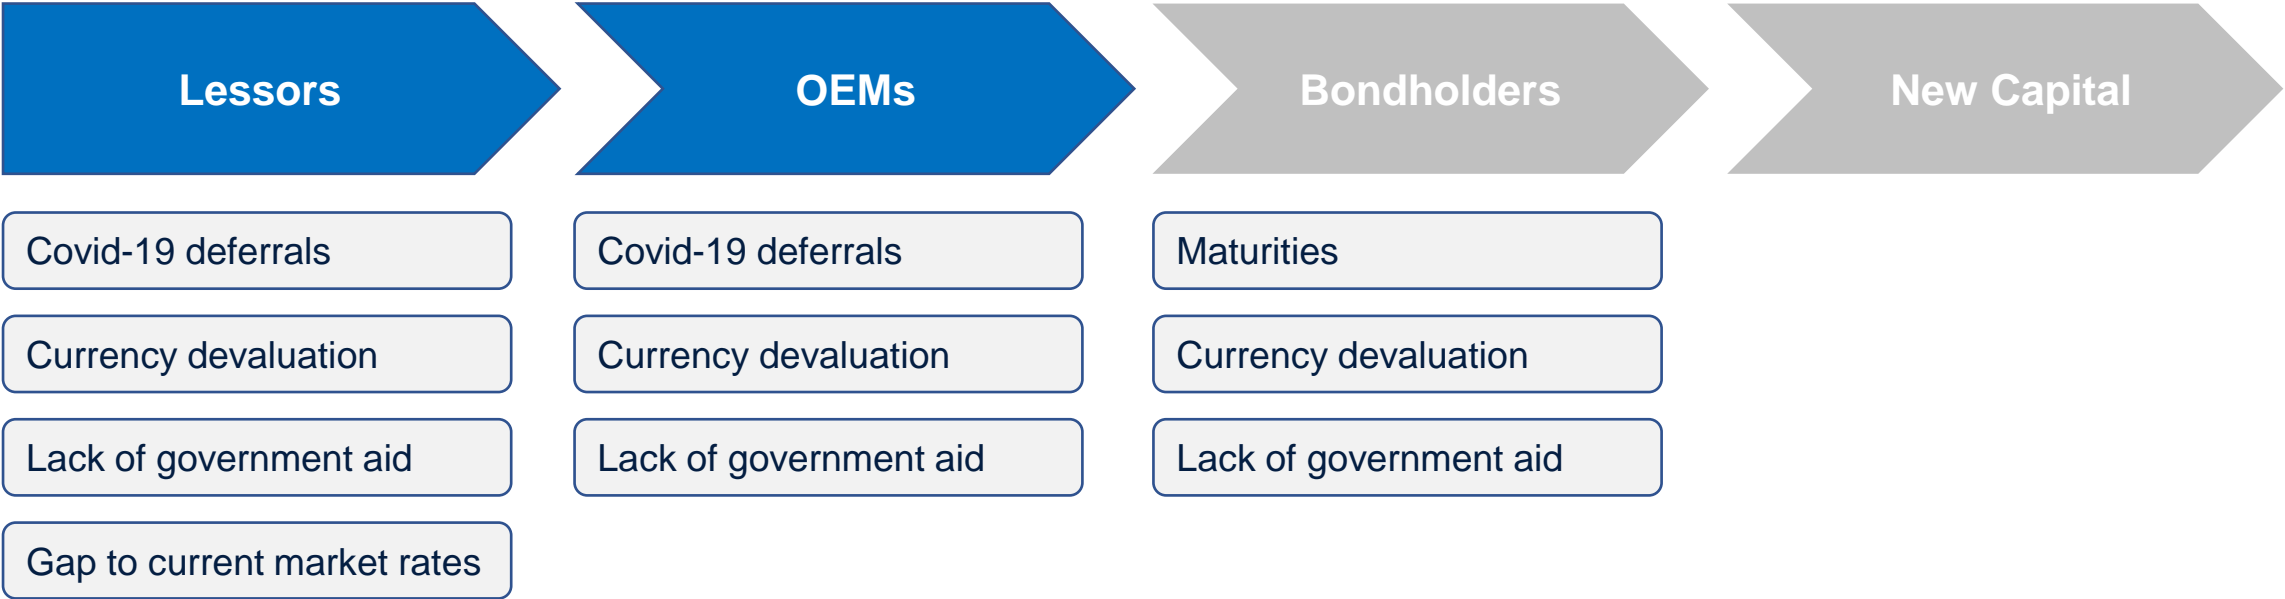 Lessors
OEMs
Bondholders
New Capital
Covid-19 deferrals
Covid-19 deferrals
Maturities
Currency devaluation
Currency devaluation
Currency devaluation
Lack of government aid
Lack of government aid
Lack of government aid
Gap to current market rates